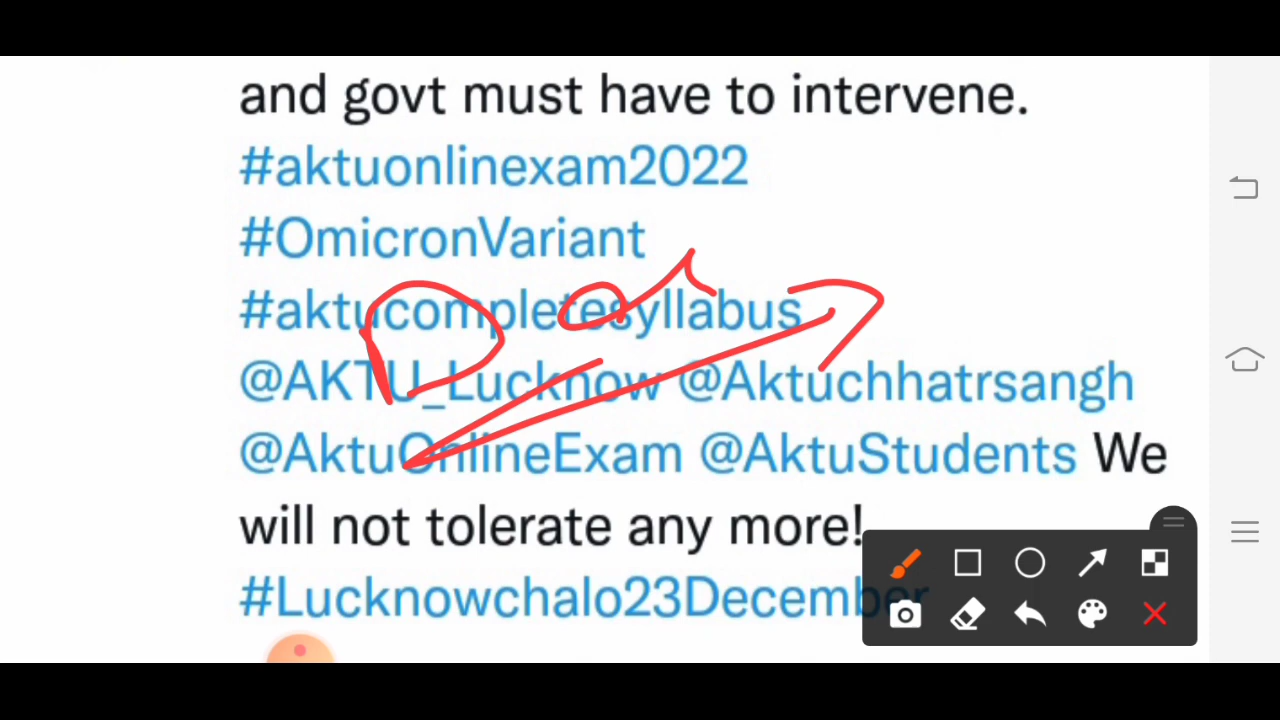 and govt must have to intervene.
#aktuonlinexam2022
#OmicronVariant
#aktucompletesyllabus
@AKTU_Lucknow @Aktuchhatrsangh
@AktuOnlineExam @AktuStudents We
will not tolerate any more!
#Lucknowchalo23December